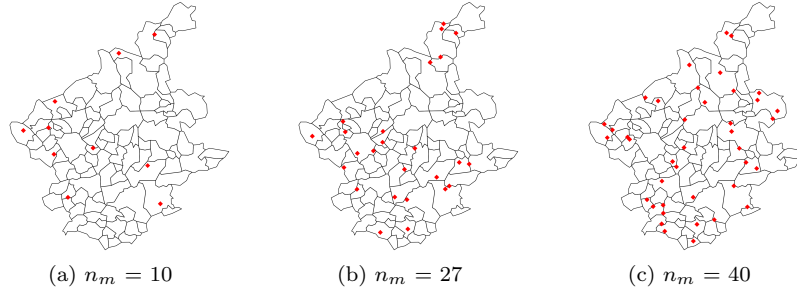 (a) n_m = 10 (b) n_m = 27 (c) n_m = 40